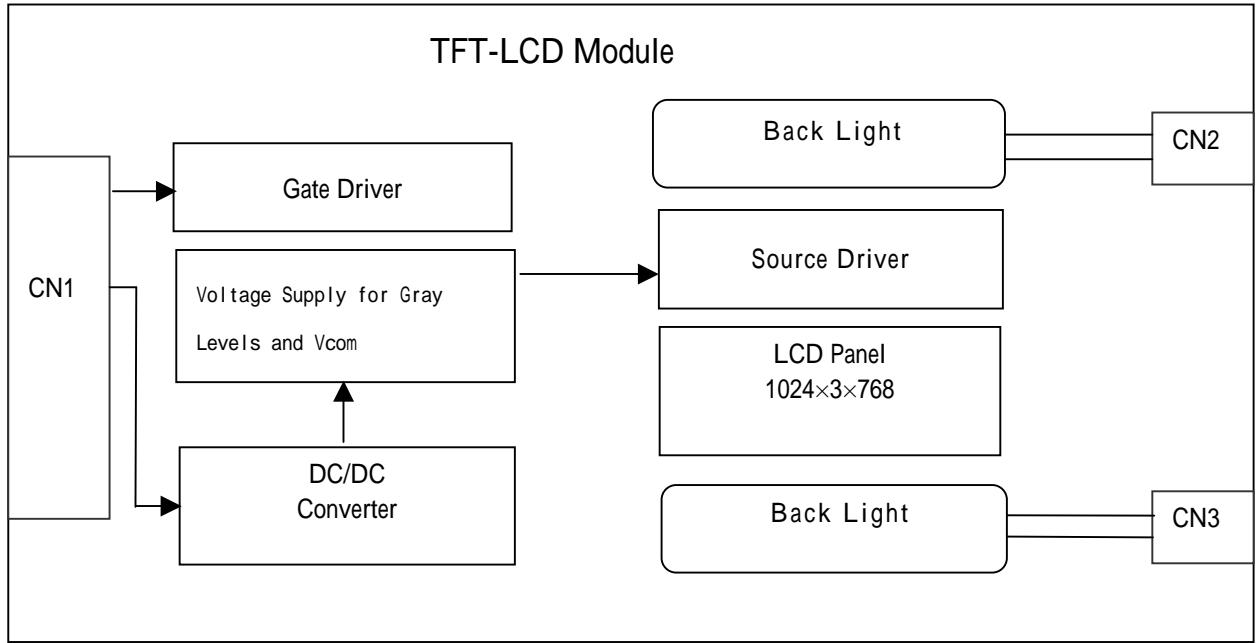 TFT-LCD Module
Back Light
CN2
Gate Driver
Source Driver
CN1
Voltage Supply for Gray
Levels and Vcom
LCD Panel
1024×3×768
DC/DC
Converter
Back Light
CN3